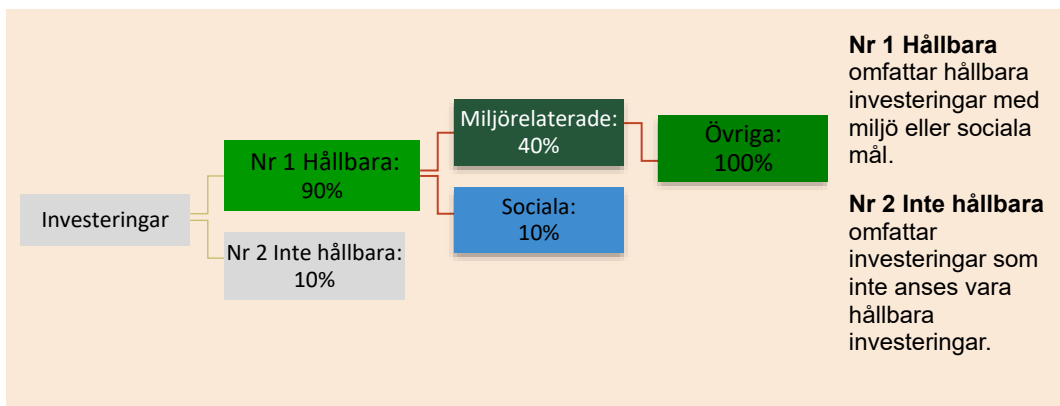 Investeringar
Nr 1 Hållbara:
90%
Nr 2 Inte hållbara:
10%
Miljörelaterade:
40%
Sociala:
10%
Övriga:
100%
Nr 1 Hållbara
omfattar hållbara
investeringar med
miljö eller sociala
mål.
Nr 2 Inte hållbara
omfattar
investeringar som
inte anses vara
hållbara
investeringar.